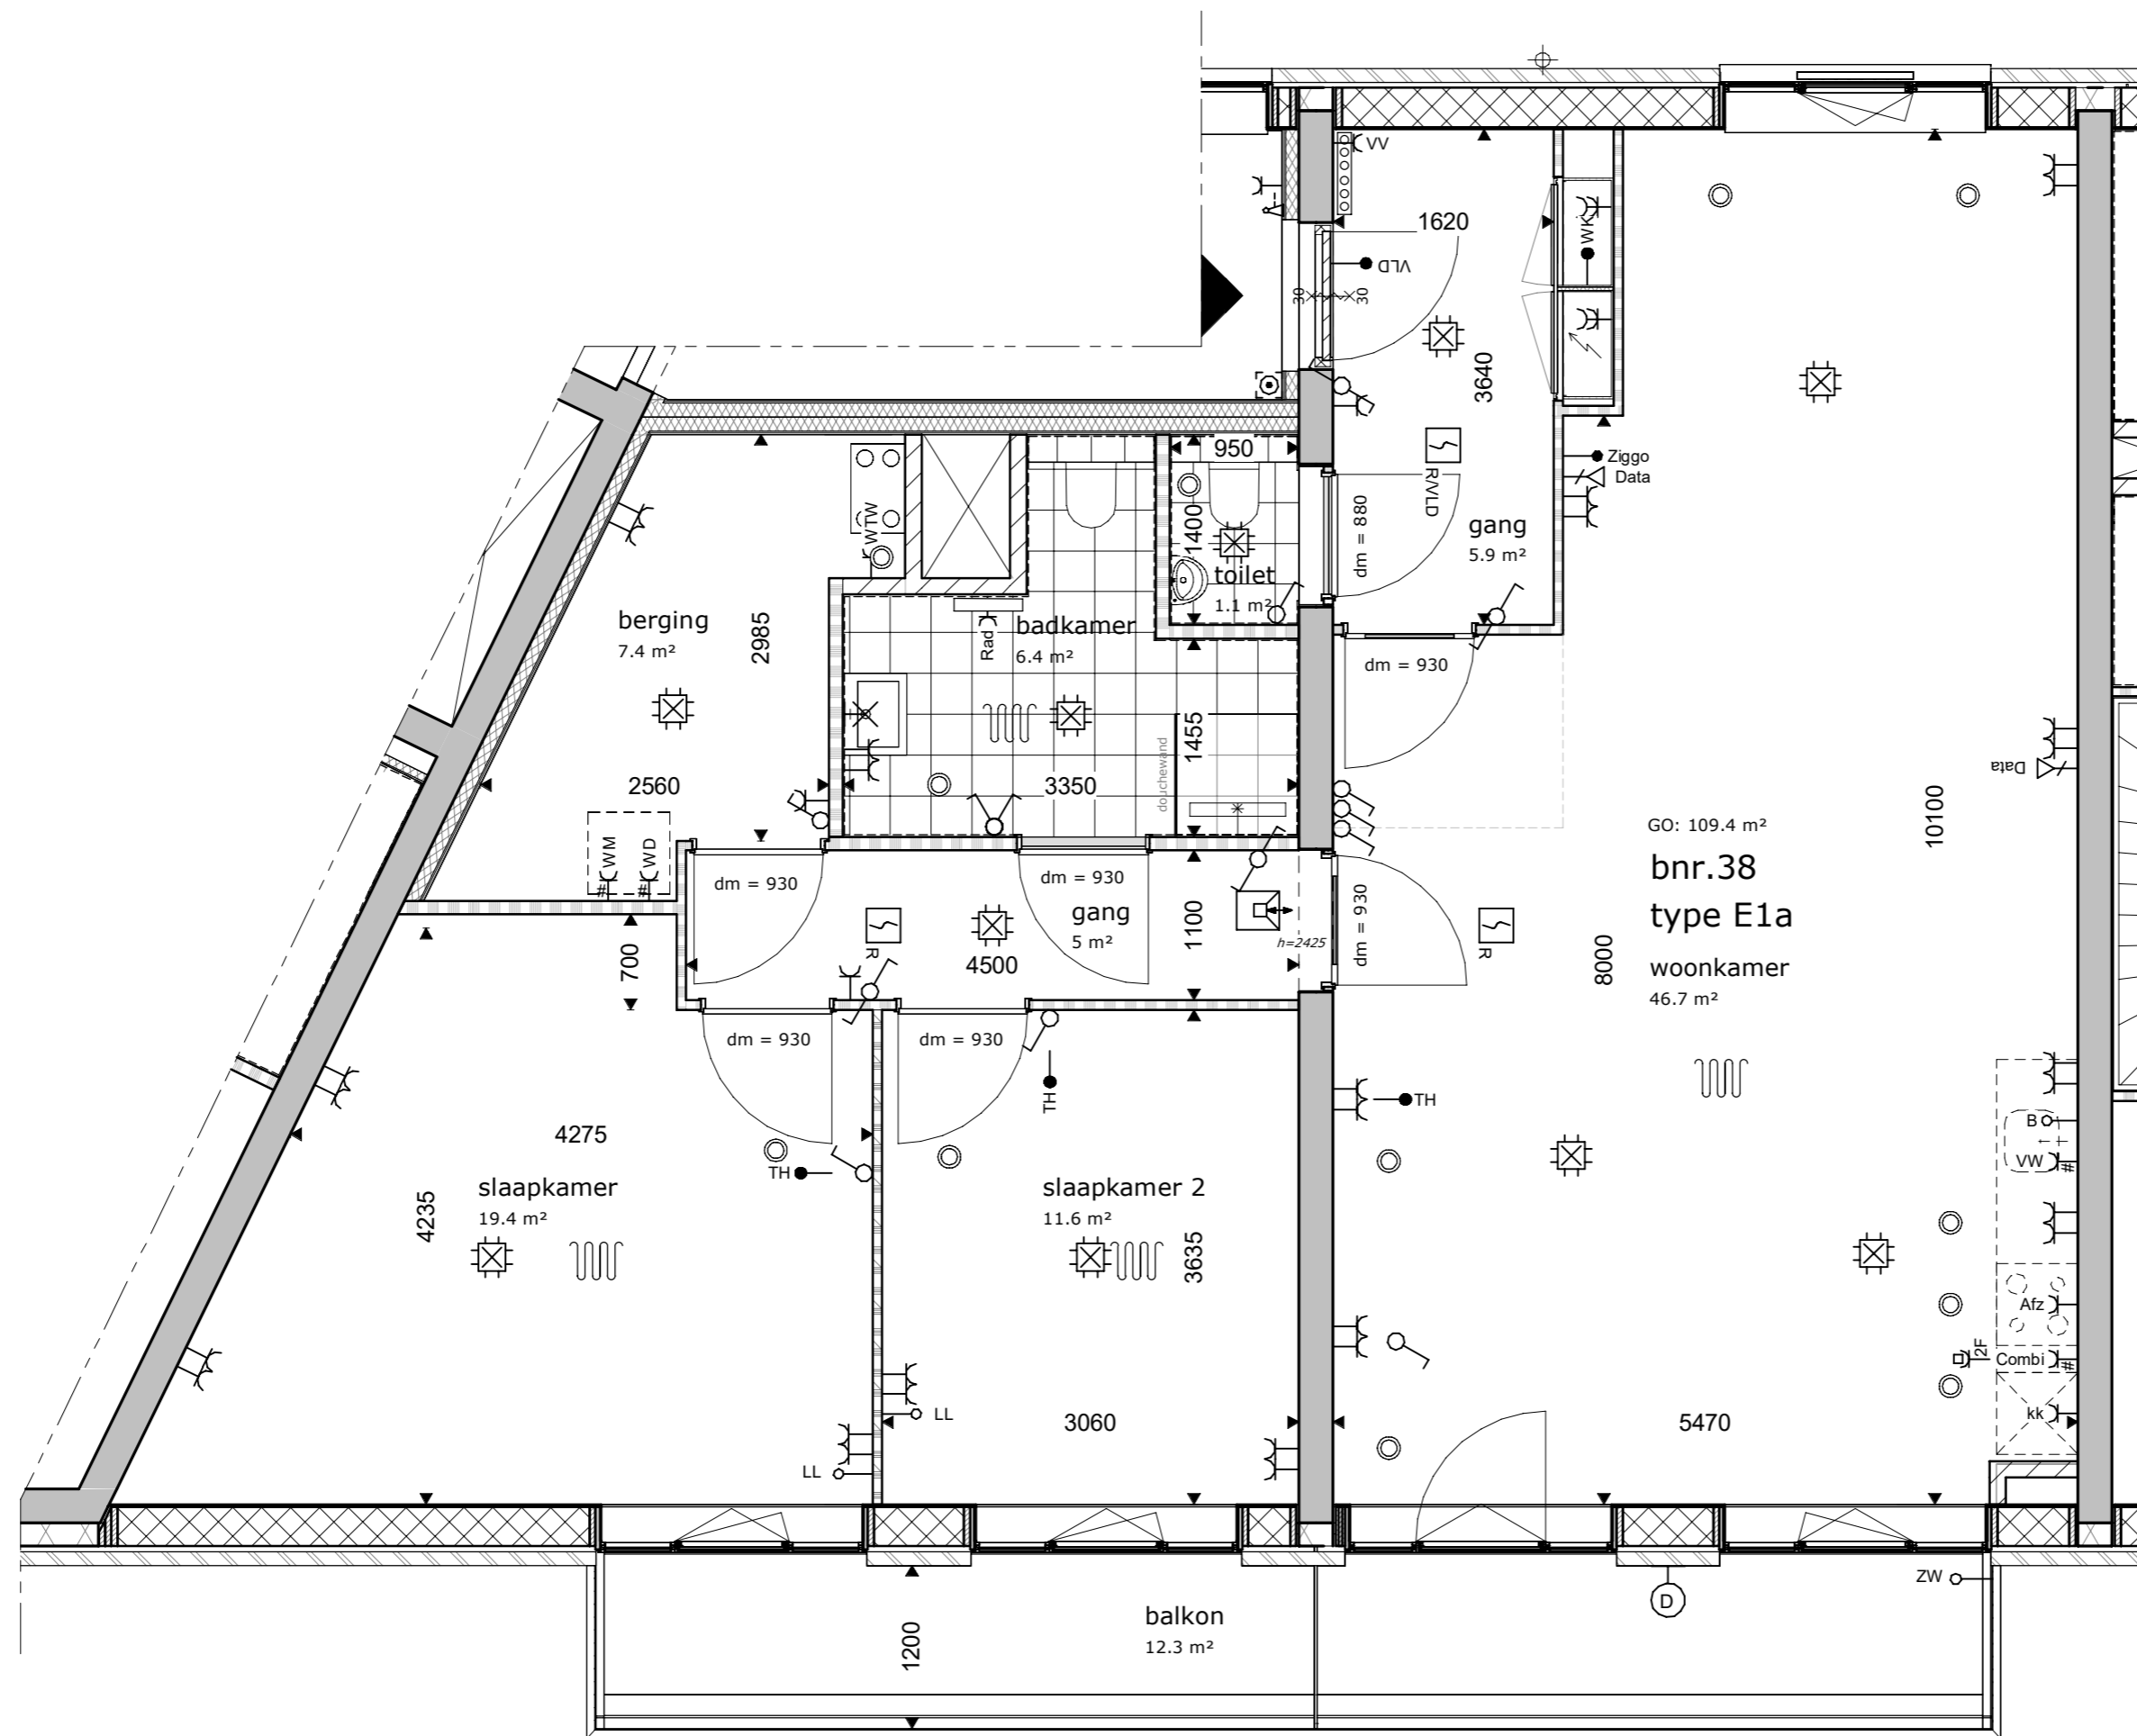 VV
1620
WK
VLD
30
30
3640
950
Ziggo
Data
R/VLD
dm = 880
WTW
1400
gang
5.9 m²
toilet
1.1 m²
berging
7.4 m²
2985
Rad
badkamer
6.4 m²
dm = 930
1455
douchewand
2560
3350
Data
10100
GO: 109.4 m²
bnr.38
type E1a
woonkamer
46.7 m²
8000
WM
WD
#
#
dm = 930
dm = 930
gang
5 m²
1100
dm = 930
h=2425
R
R
700
4500
dm = 930
dm = 930
TH
TH
B
VW
#
4275
TH
slaapkamer
19.4 m²
4235
slaapkamer 2
11.6 m²
3635
Afz
2F
Combi
#
kk
LL
LL
3060
5470
ZW
D
balkon
12.3 m²
1200